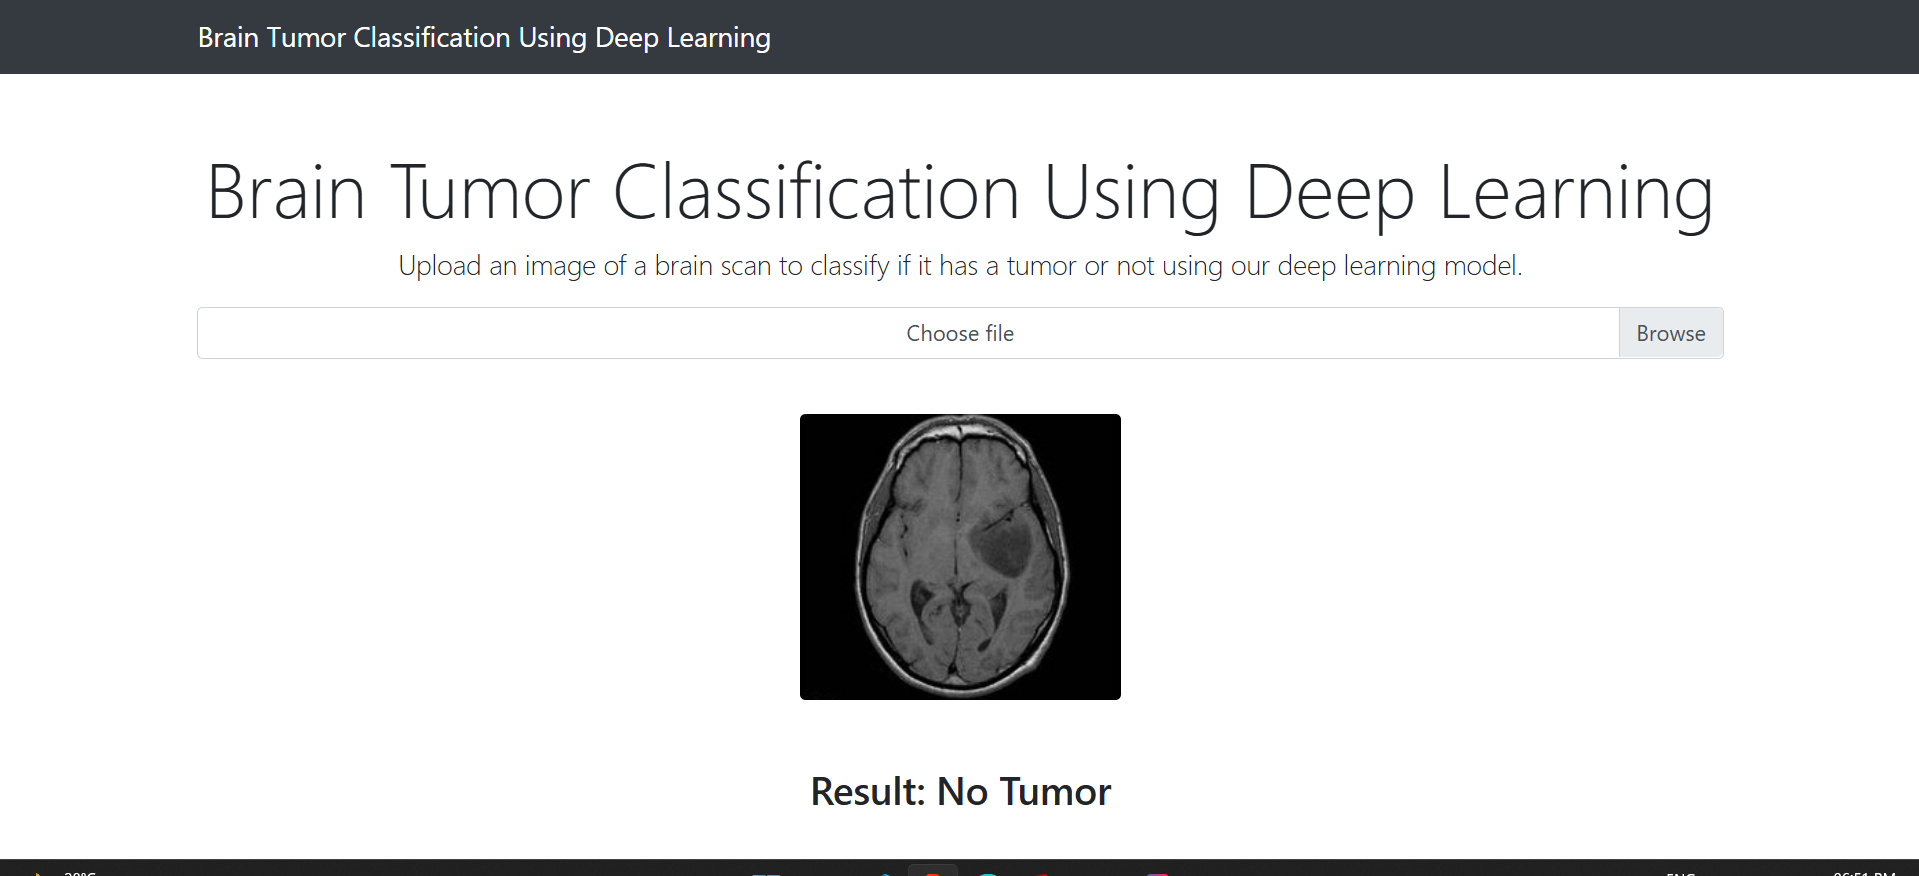 Brain Tumor Classification Using Deep Learning
Brain Tumor Classification Using Deep Learning
Upload an image of a brain scan to classify if it has a tumor or not using our deep learning model.
Choose file Browse
Result: No Tumor